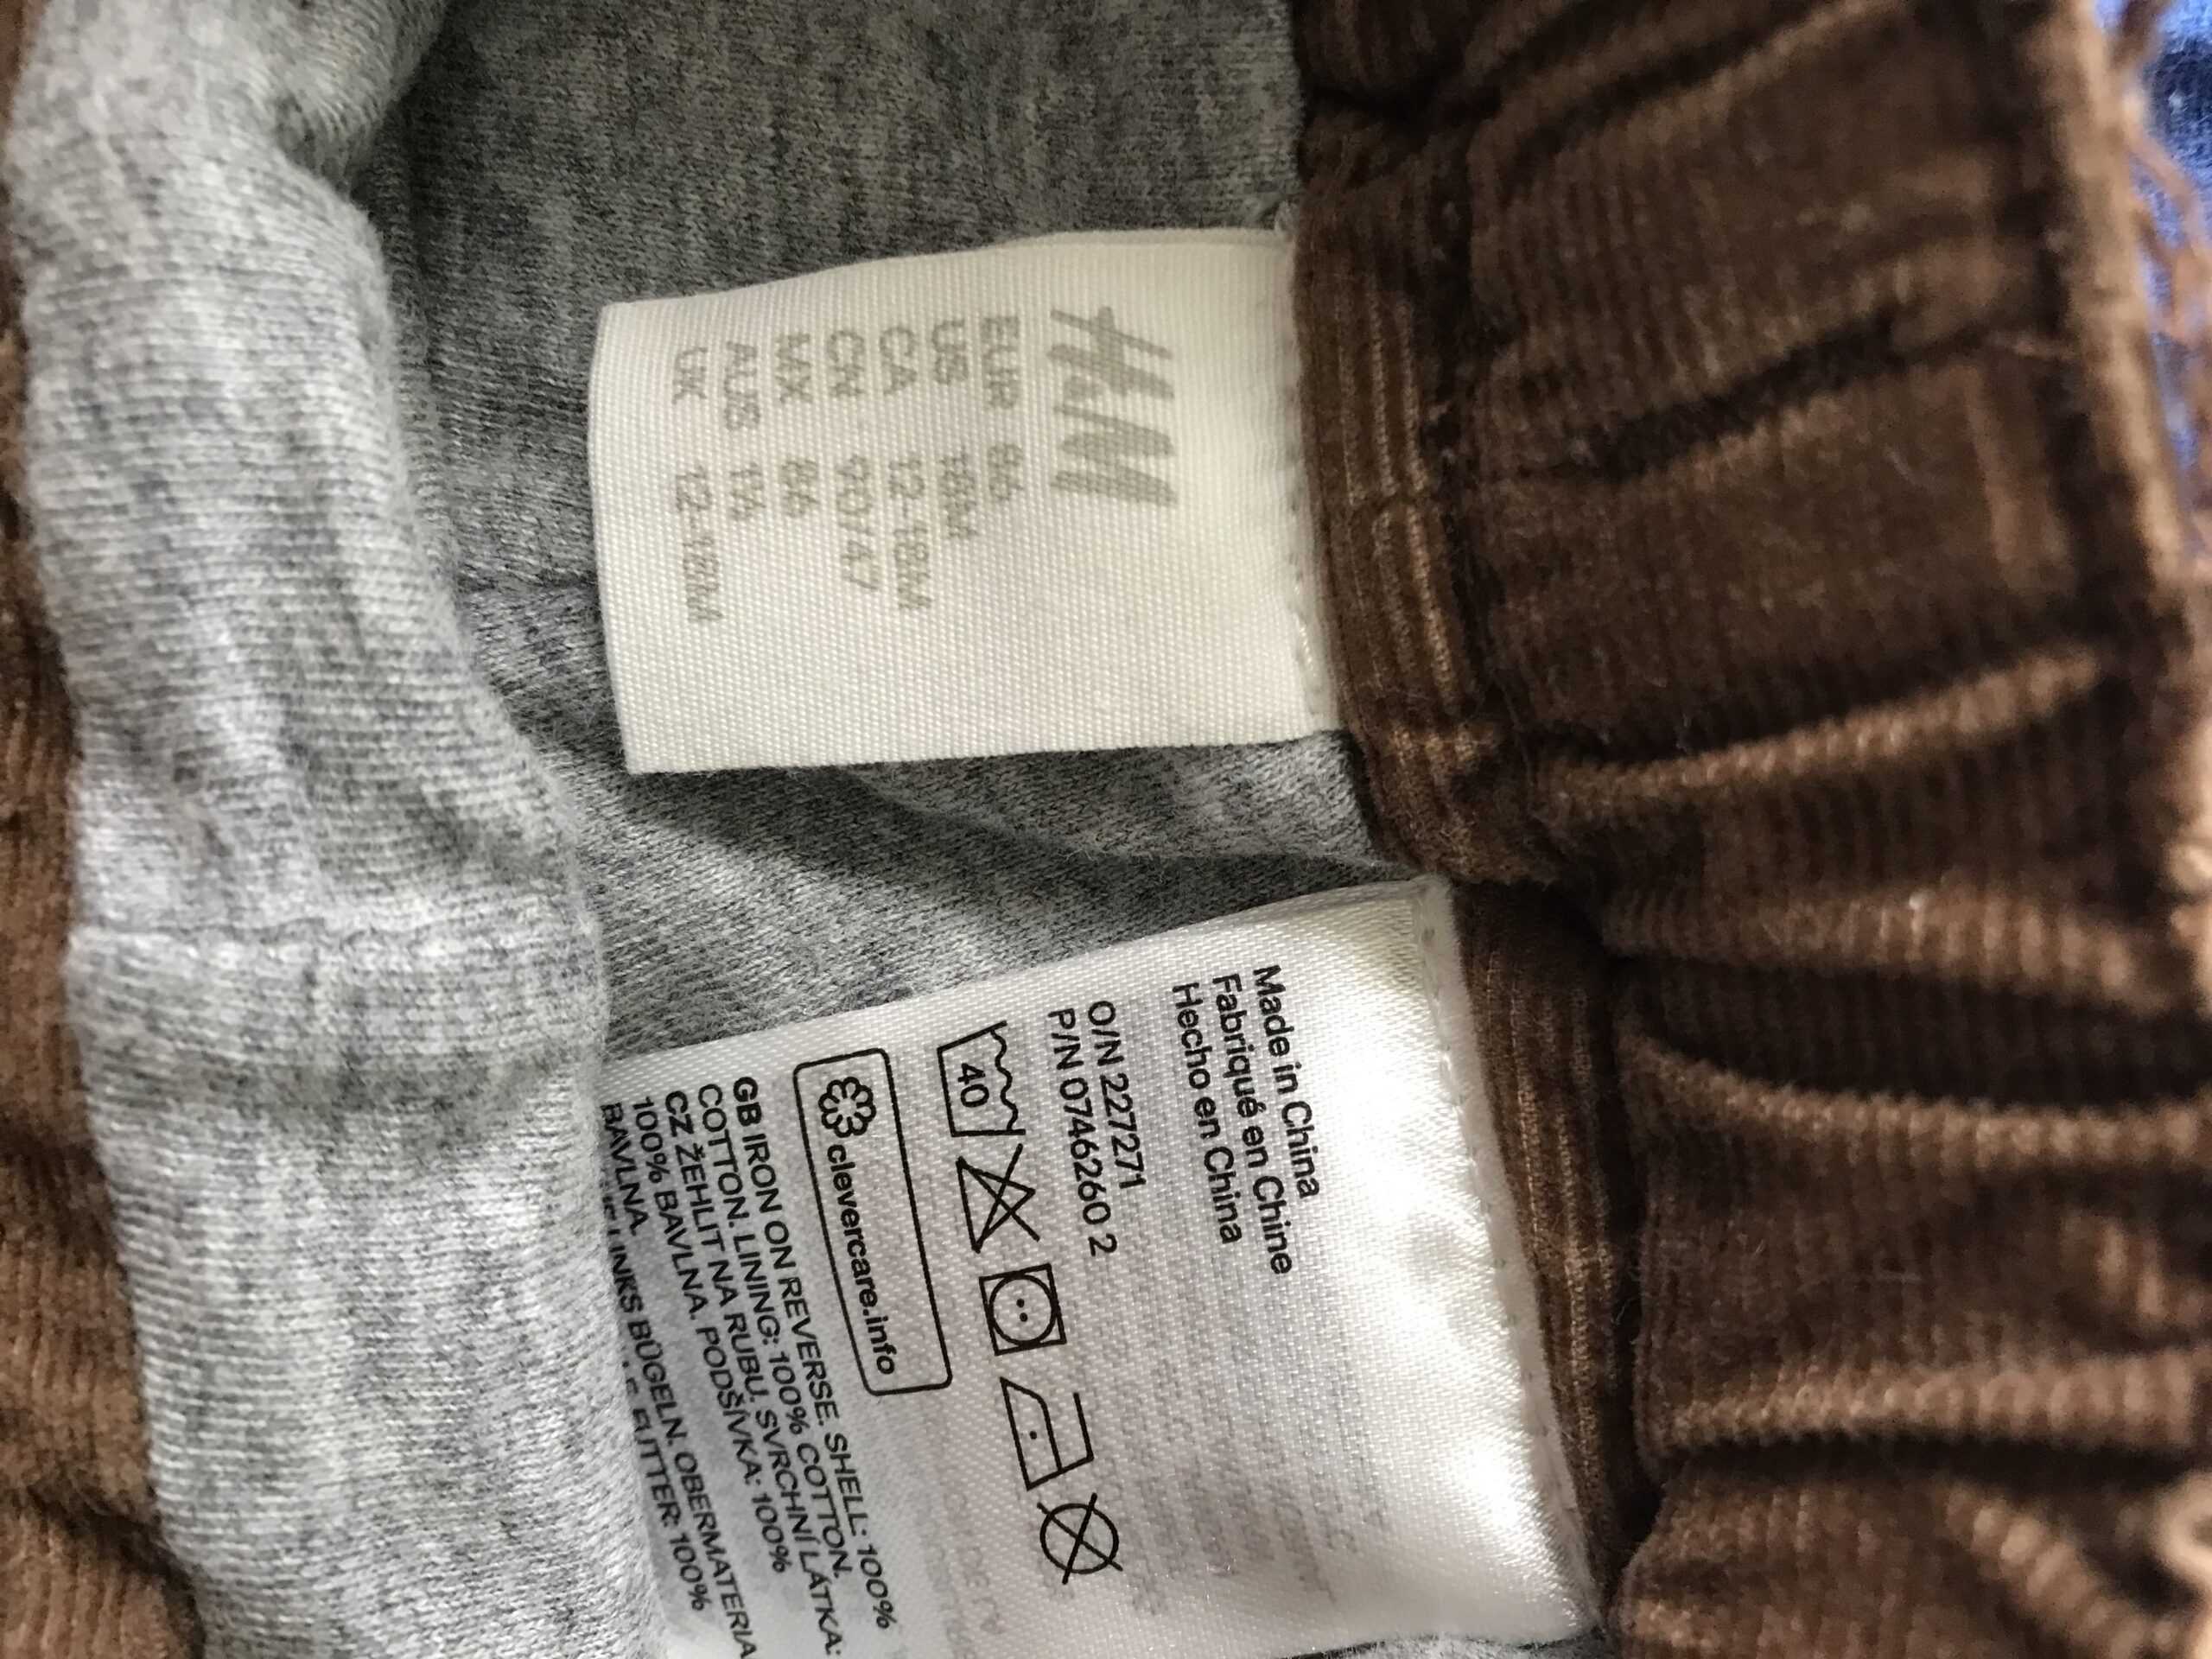 H&M
EUR 86
US 18M
CA 12-18M
CN 90/47
MX 86
AUS 1½
UK 12-18M
Made in China
Fabriqué en Chine
Hecho en China
O/N 227271
P/N 0746260 2
40
clevercare.info
GB IRON ON REVERSE. SHELL: 100%
COTTON. LINING: 100% COTTON.
CZ ŽEHLIT NA RUBU. SVRCHNÍ LÁTKA:
100% BAVLNA. PODŠÍVKA: 100%
BAVLNA.
LINKS BÜGELN. OBERMATERIA
FUTTER: 100%